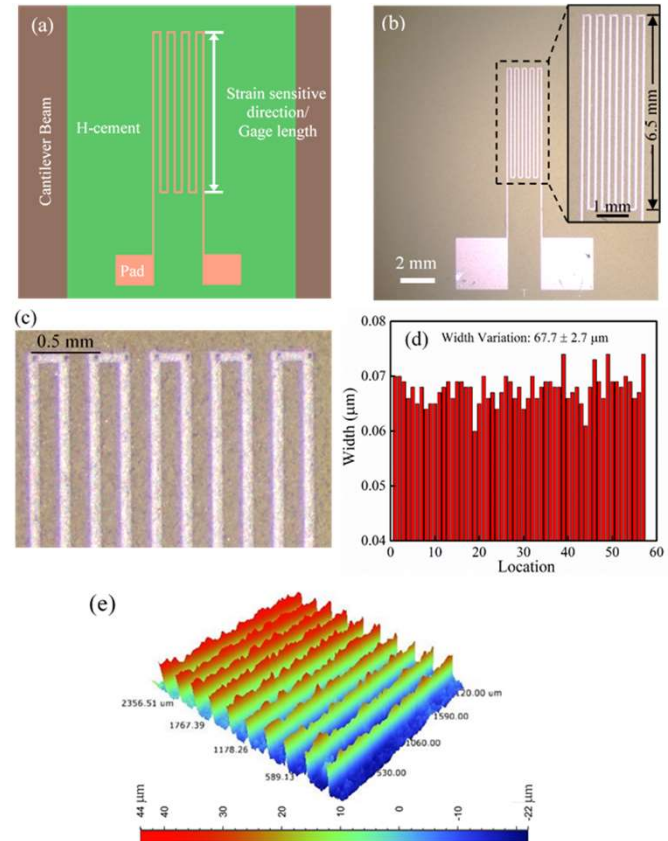 (a)
Cantilever Beam
H-cement
Strain sensitive
direction/
Gage length
Pad
(b)
6.5 mm
1 mm
2 mm
(c)
0.5 mm
(d)
Width Variation: 67.7 ± 2.7 μm
0.08
0.07
0.06
0.05
0.04
Width (μm)
0 10 20 30 40 50 60
Location
(e)
2356.51 um
1767.39
1178.26
589.13
20.00 um
1590.00
1060.00
530.00
44 μm
40
30
20
10
0
-10
-22 μm